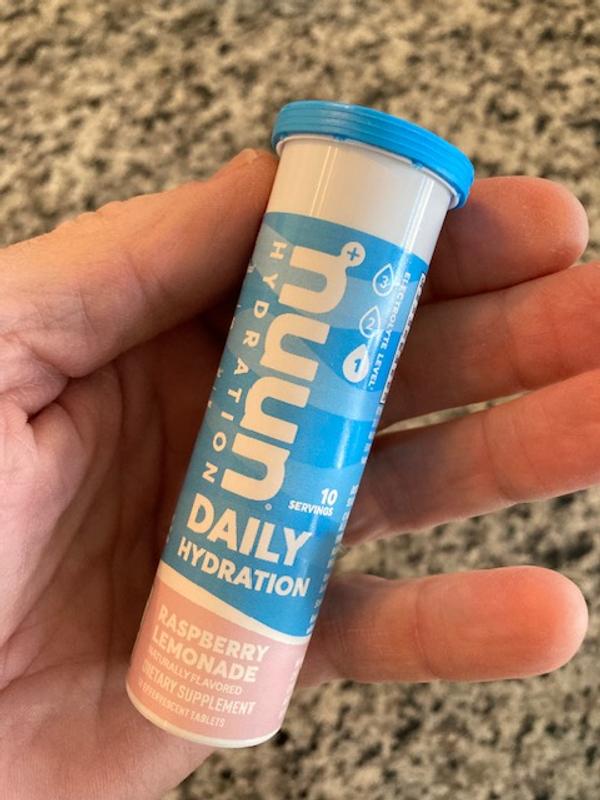 nuun
HYDRATION
3
2
1
ELECTROLYTE LEVEL
10
SERVINGS
DAILY
HYDRATION
RASPBERRY
LEMONADE
NATURALLY FLAVORED
DIETARY SUPPLEMENT
EFFERVESCENT TABLETS